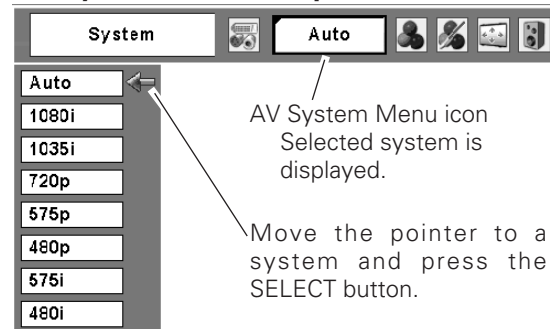 System
Auto
Auto
1080i
1035i
720p
575p
480p
575i
480i
AV System Menu icon
Selected system is
displayed.
Move the pointer to a
system and press the
SELECT button.